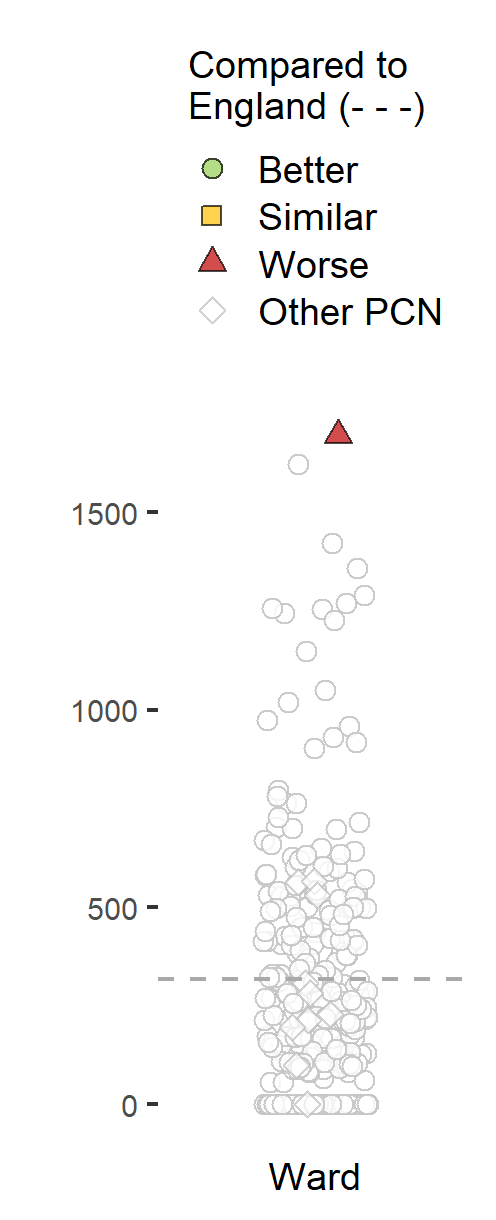 Compared to
England (- - -)
Better
Similar
Worse
Other PCN
1500
1000
500
0
Ward